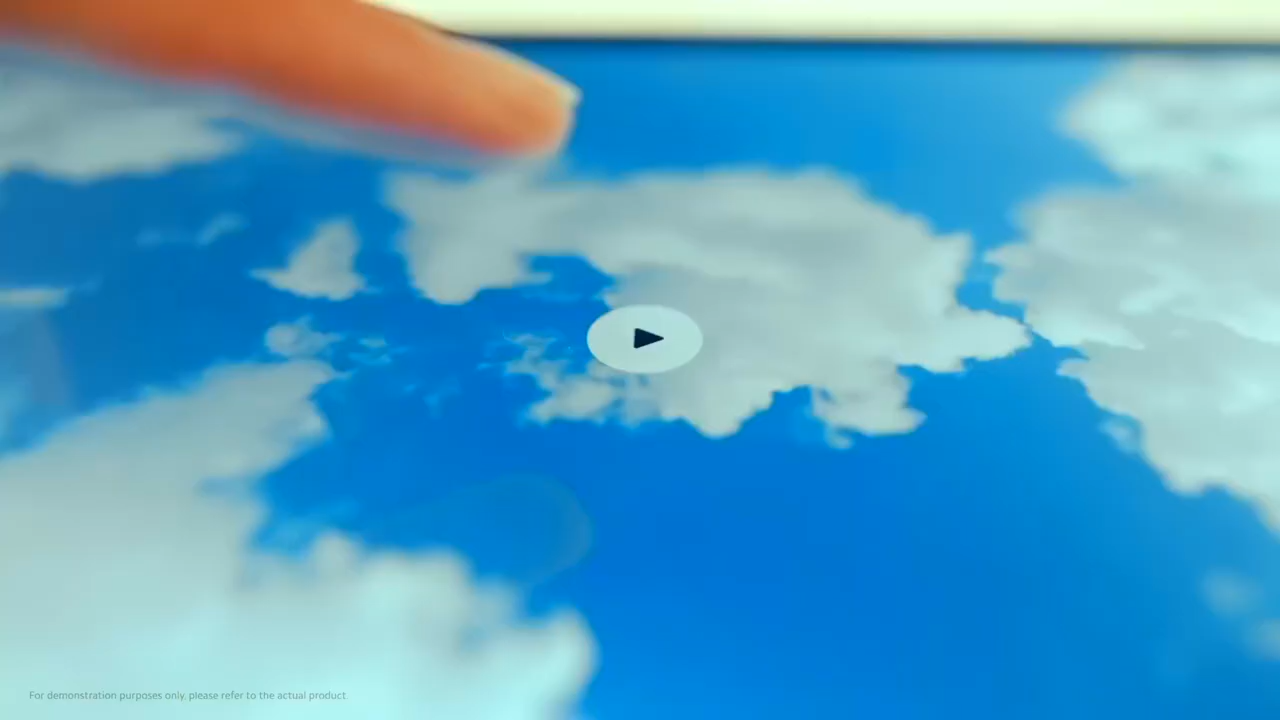 For demonstration purposes only, please refer to the actual product